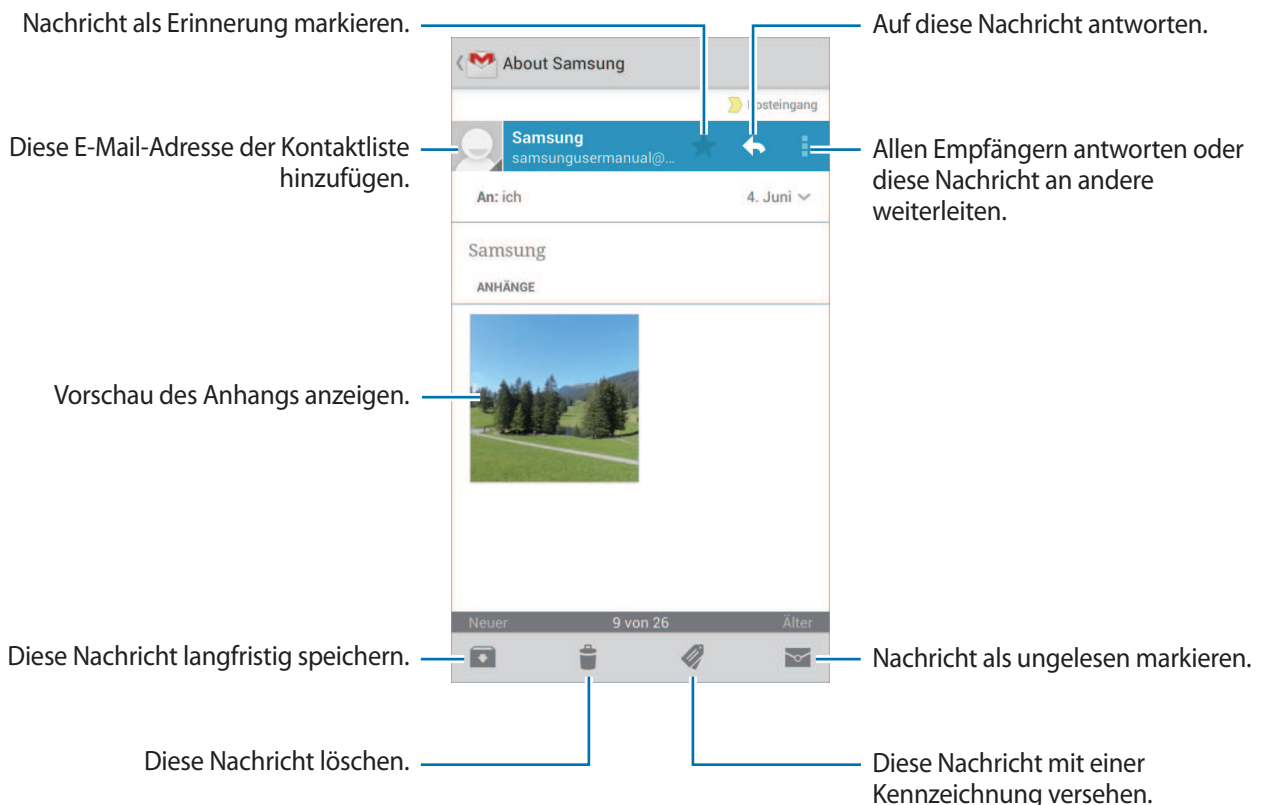 Nachricht als Erinnerung markieren.
Auf diese Nachricht antworten.
About Samsung
Posteingang
Diese E-Mail-Adresse der Kontaktliste
hinzufügen.
Samsung
samsungusermanual@...
Allen Empfängern antworten oder
diese Nachricht an andere
weiterleiten.
An: ich
4. Juni
Samsung
ANHÄNGE
Vorschau des Anhangs anzeigen.
Neuer
9 von 26
Älter
Diese Nachricht langfristig speichern.
Nachricht als ungelesen markieren.
Diese Nachricht löschen.
Diese Nachricht mit einer
Kennzeichnung versehen.